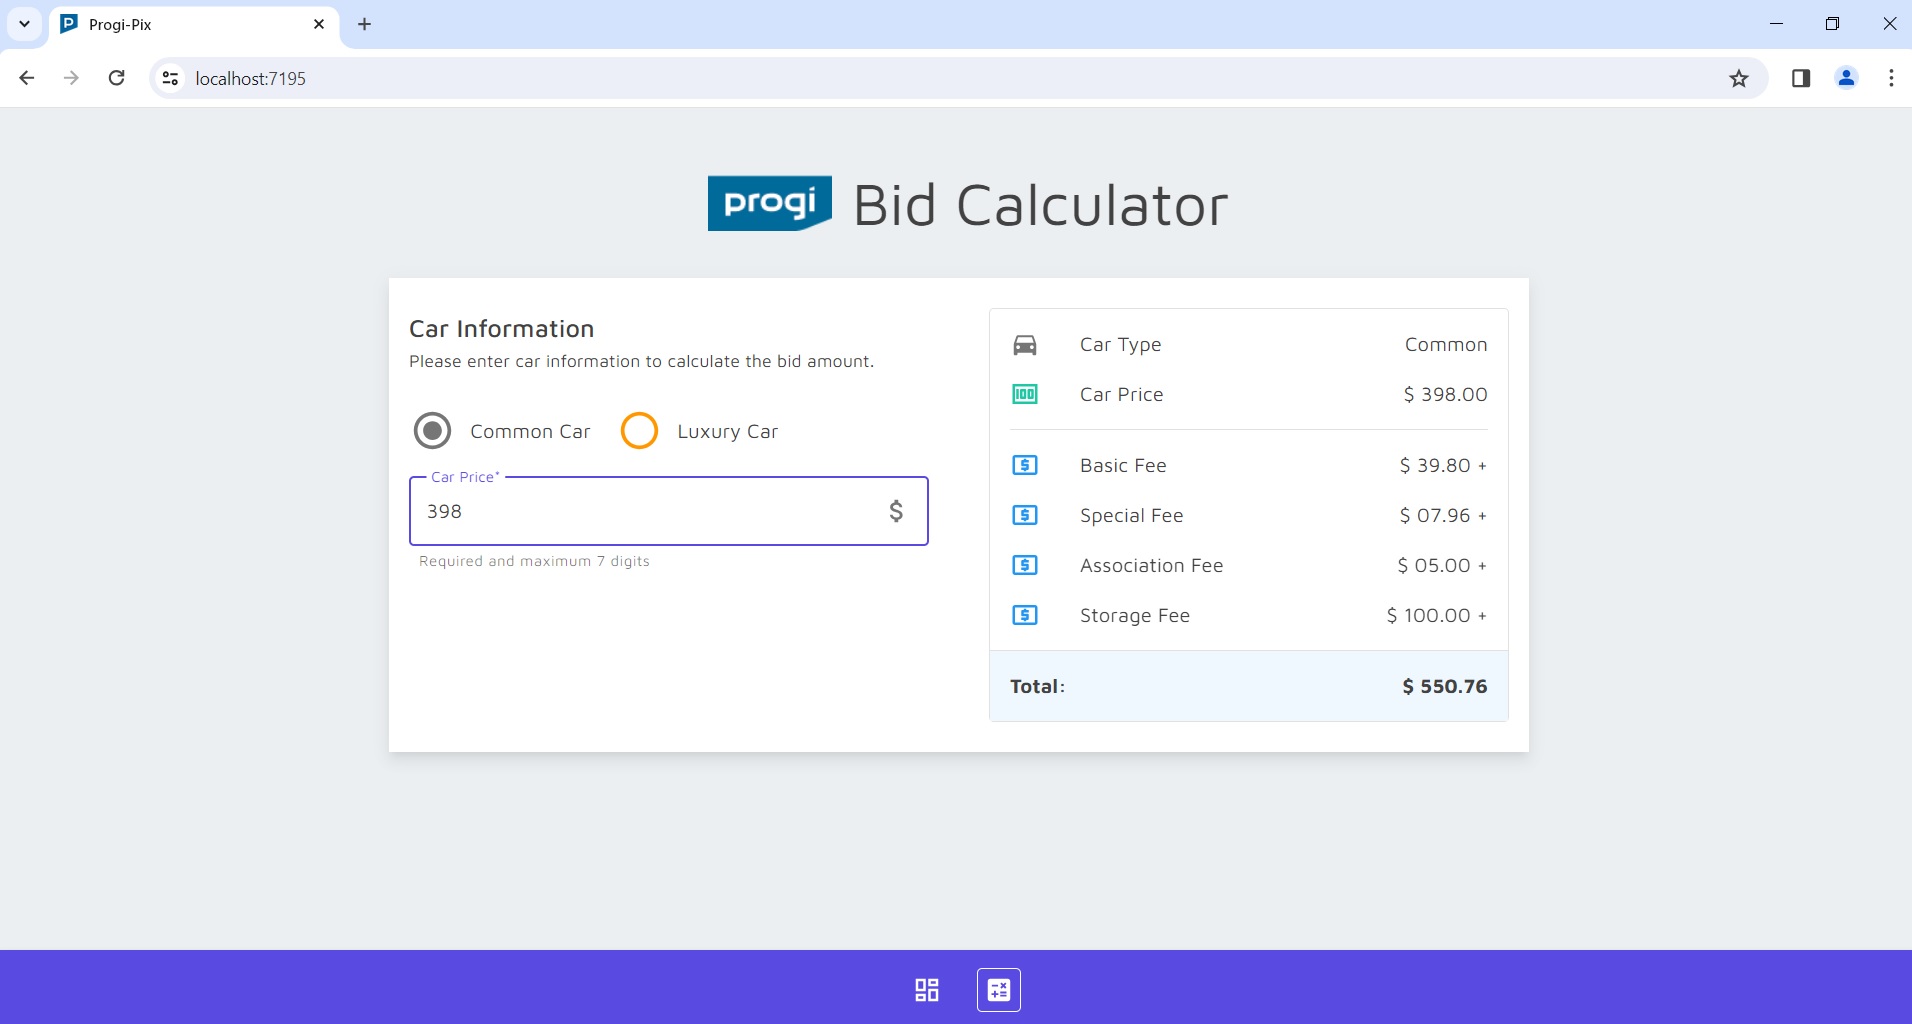 Progi-Pix
localhost:7195
progi Bid Calculator
Car Information
Please enter car information to calculate the bid amount.
Common Car Luxury Car
Car Price*
398 $
Required and maximum 7 digits
Car Type Common
100 Car Price $ 398.00
$ Basic Fee $ 39.80 +
$ Special Fee $ 07.96 +
$ Association Fee $ 05.00 +
$ Storage Fee $ 100.00 +
Total: $ 550.76